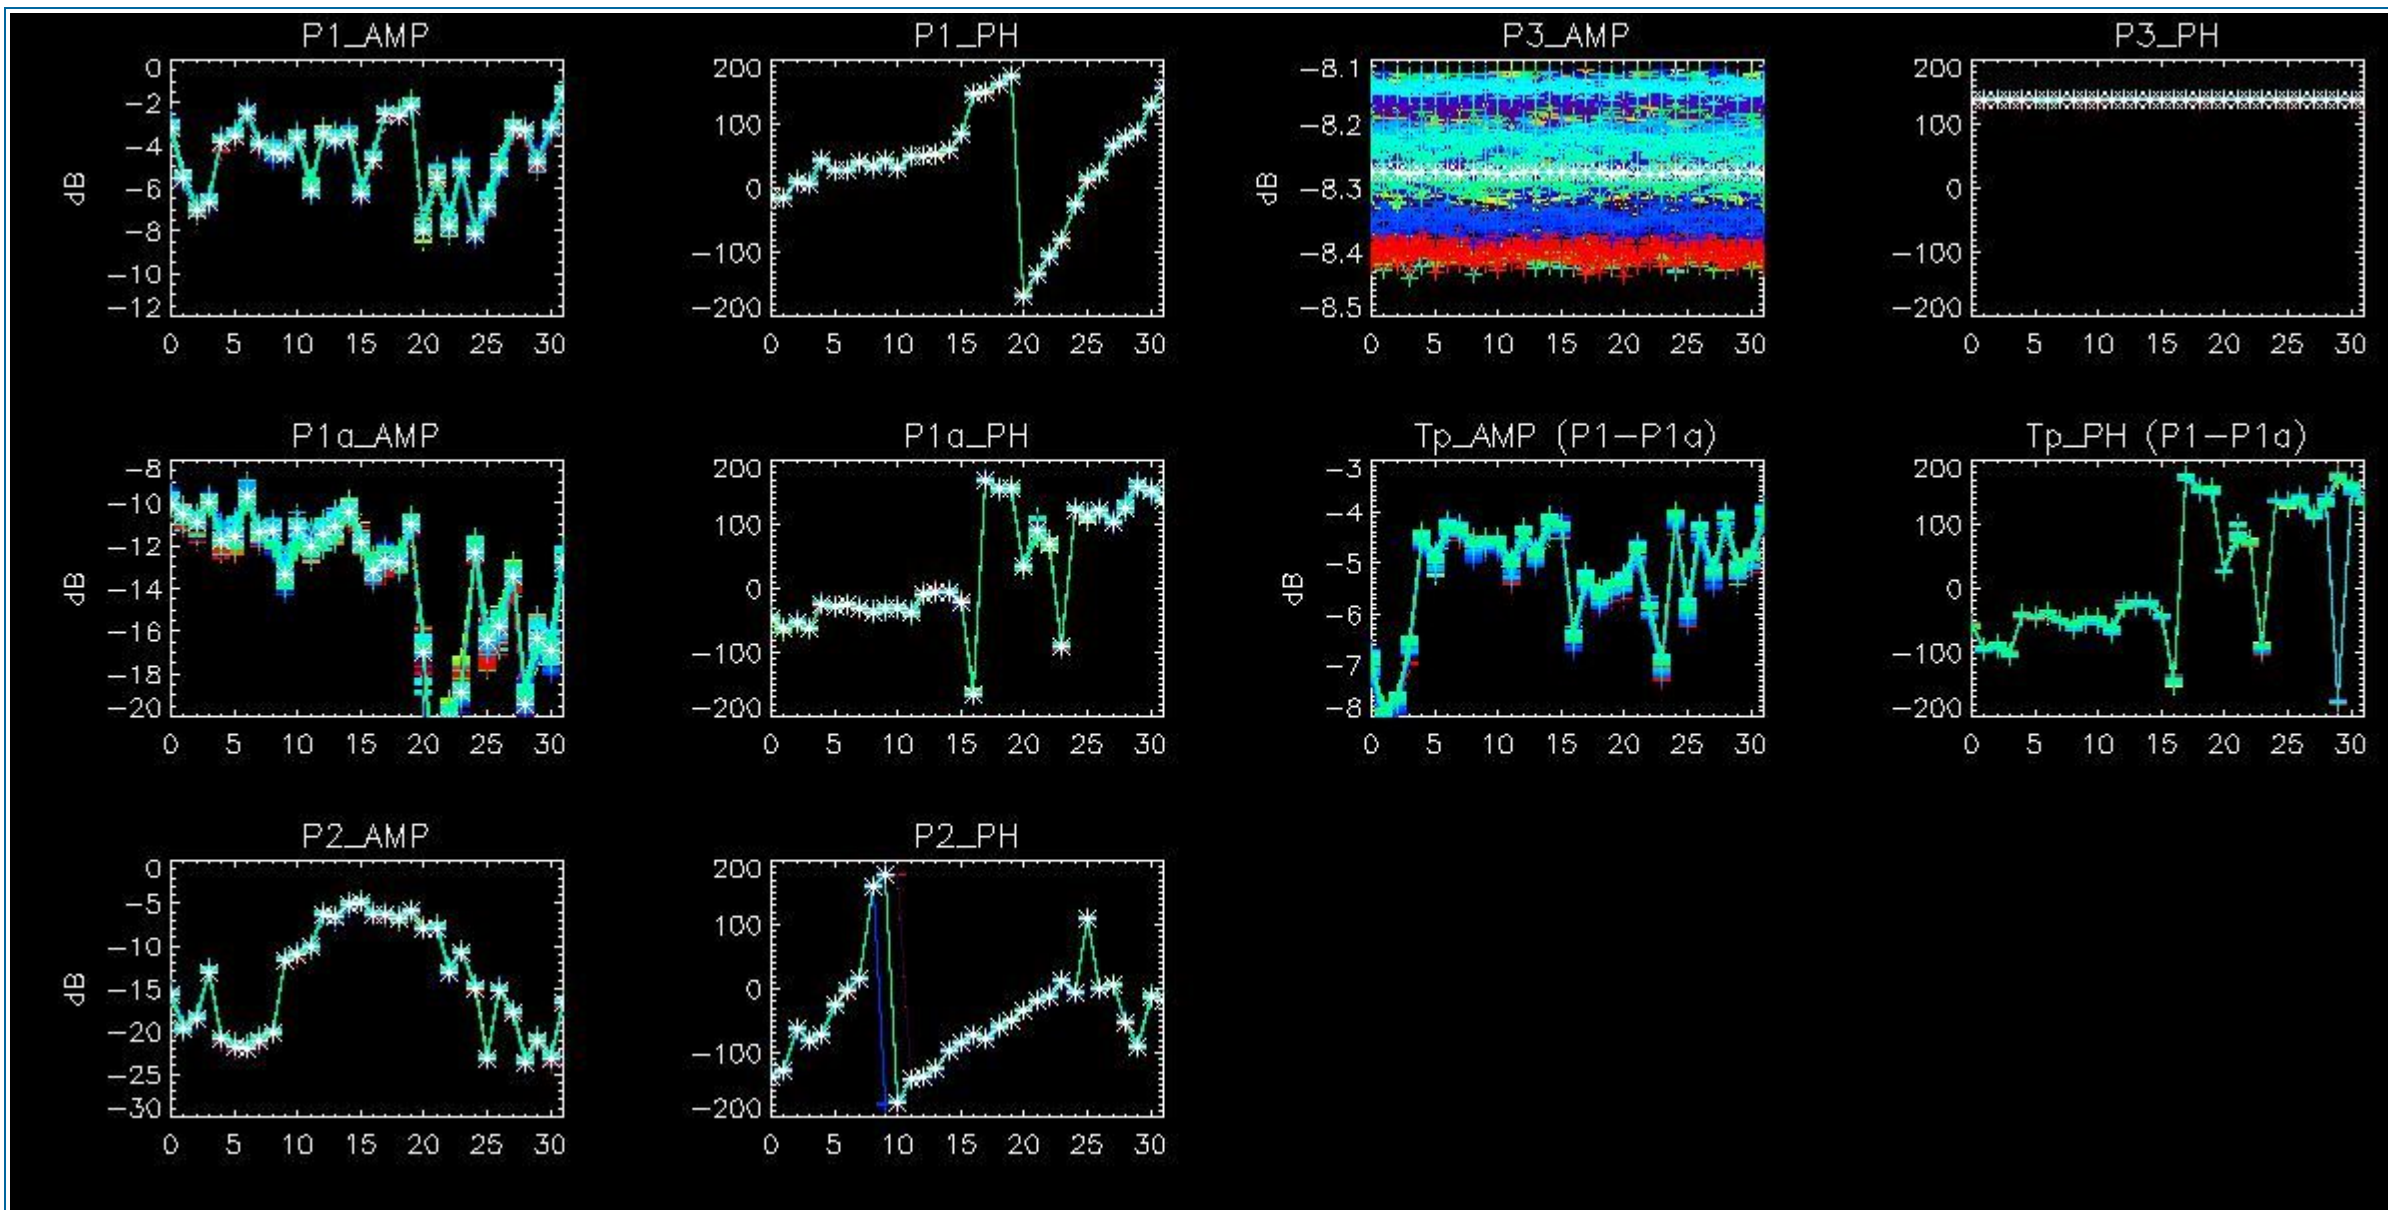 P1_AMP P1_PH P3_AMP P3_PH
0 200 −8.1 200
−2 100 −8.2 100
−4 0 −8.3 0
−6 −100 −8.4 −100
−8 −200 −8.5 −200
−10
−12
dB dB
0 5 10 15 20 25 30 0 5 10 15 20 25 30 0 5 10 15 20 25 30 0 5 10 15 20 25 30
P1a_AMP P1a_PH Tp_AMP (P1−P1a) Tp_PH (P1−P1a)
−8 200 −3 200
−10 100 −4 100
−12 0 −5 0
−14 −100 −6 −100
−16 −200 −7 −200
−18 −8
−20
dB dB
0 5 10 15 20 25 30 0 5 10 15 20 25 30 0 5 10 15 20 25 30 0 5 10 15 20 25 30
P2_AMP P2_PH
0 200
−5 100
−10 0
−15 −100
−20 −200
−25
−30
dB
0 5 10 15 20 25 30 0 5 10 15 20 25 30